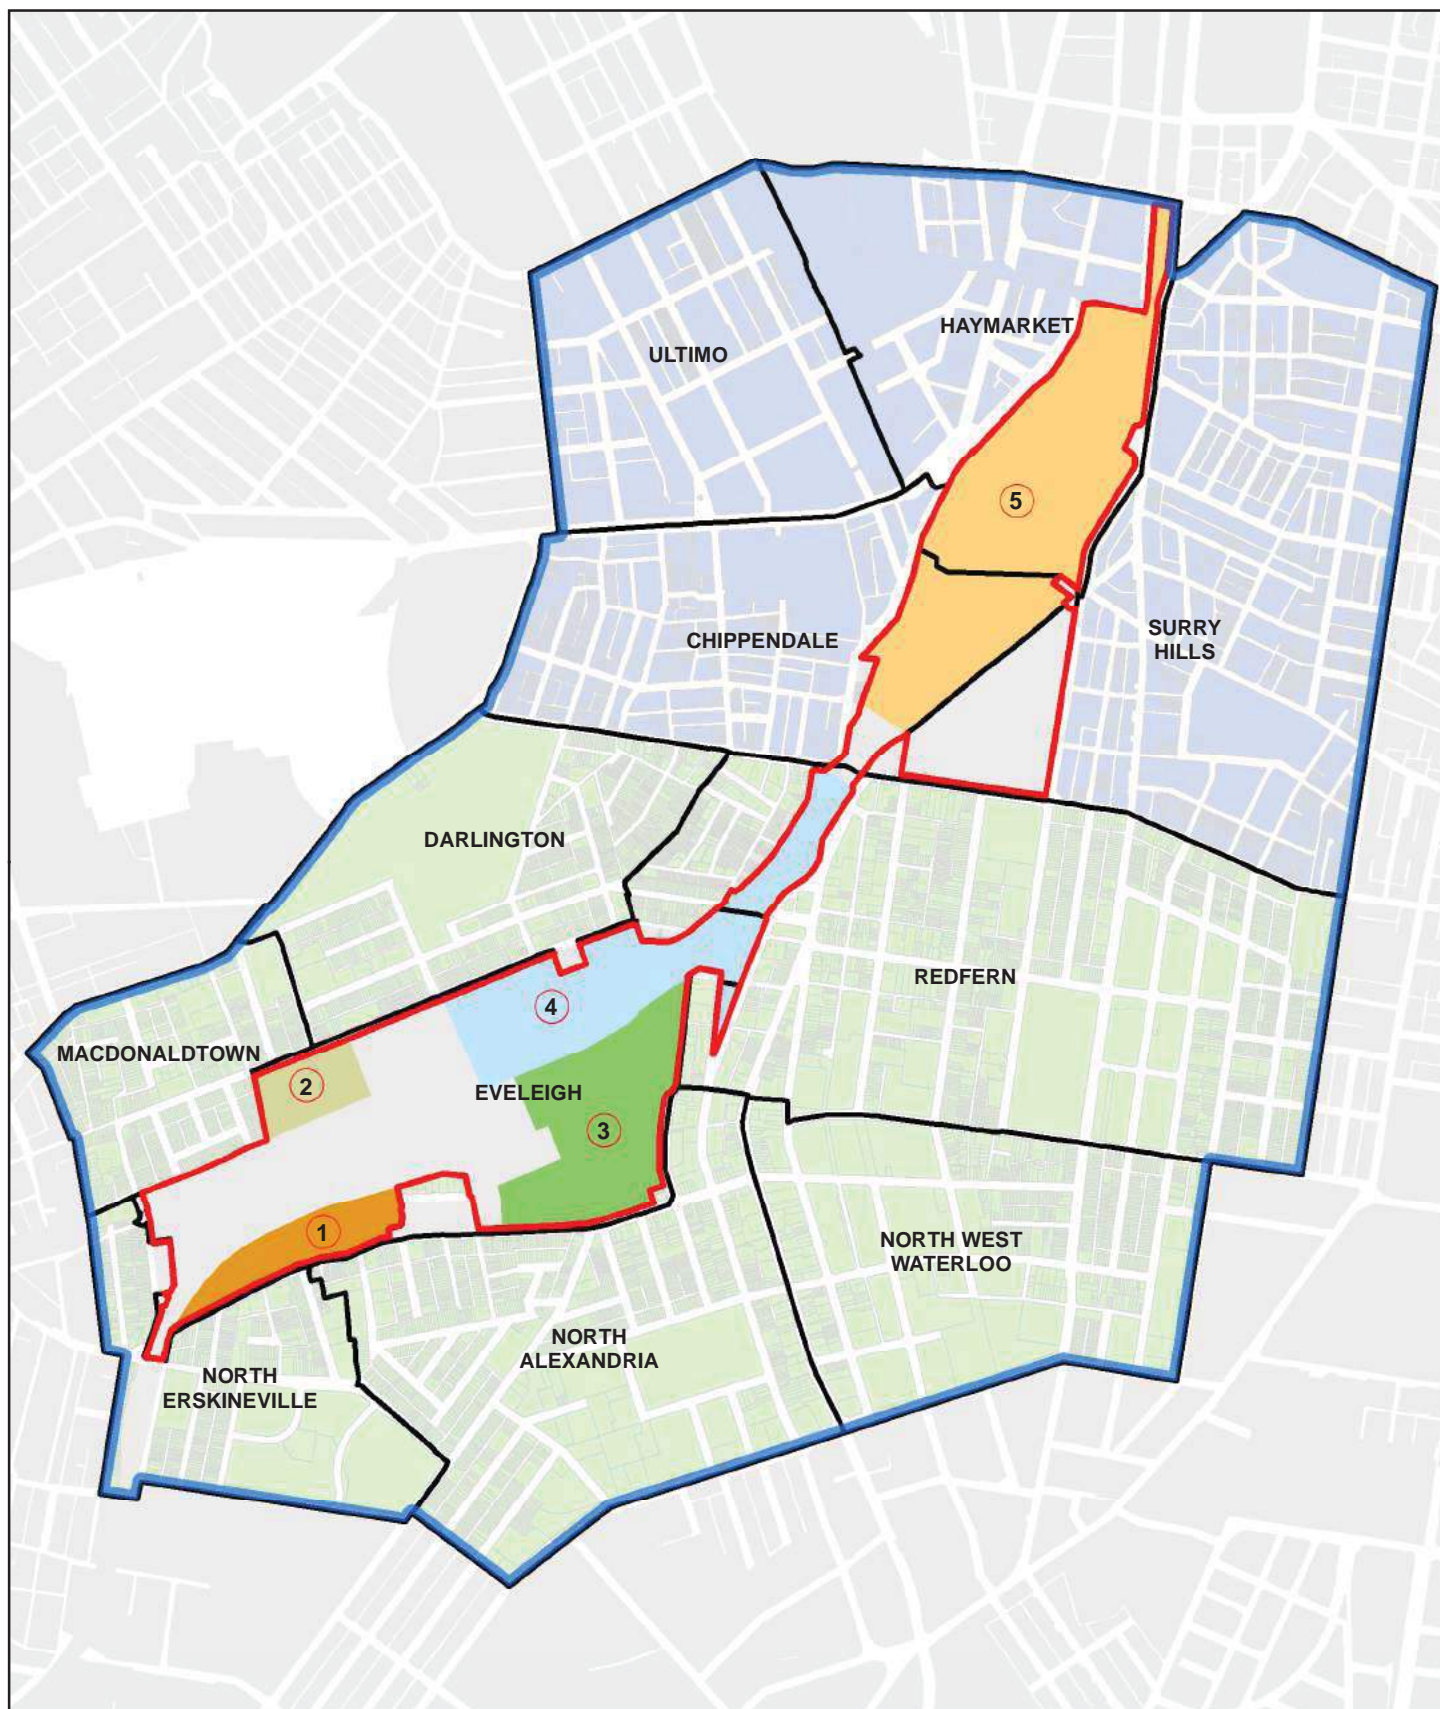 HAYMARKET
ULTIMO
5
SURRY
HILLS
CHIPPENDALE
DARLINGTON
REDFERN
4
MACDONALDTOWN
2
EVELEIGH
3
1
NORTH WEST
WATERLOO
NORTH
ALEXANDRIA
NORTH
ERSKINEVILLE